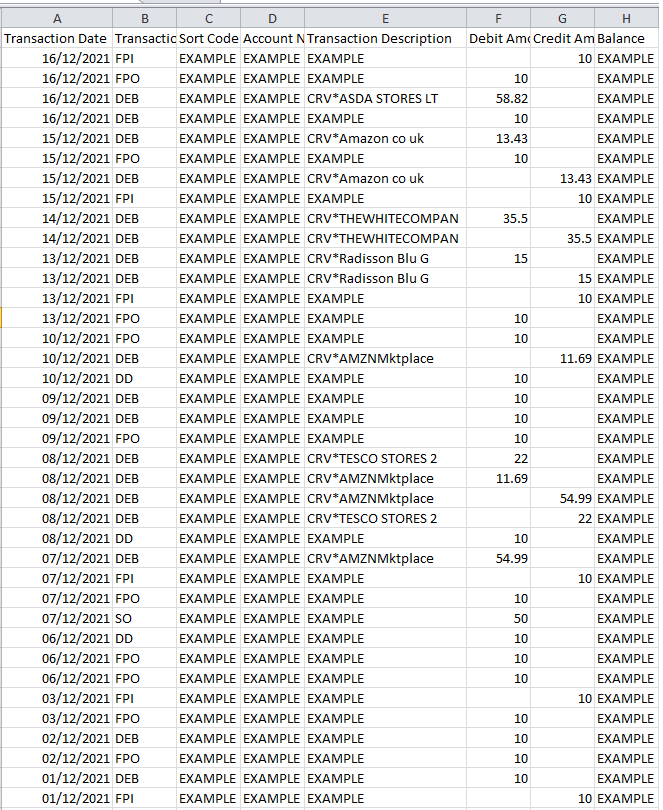 A B C D E F G H
Transaction Date Transactic Sort Code Account N Transaction Description Debit Amo Credit Am Balance
16/12/2021 FPI EXAMPLE EXAMPLE EXAMPLE 10 EXAMPLE
16/12/2021 FPO EXAMPLE EXAMPLE EXAMPLE 10 EXAMPLE
16/12/2021 DEB EXAMPLE EXAMPLE CRV*ASDA STORES LT 58.82 EXAMPLE
16/12/2021 DEB EXAMPLE EXAMPLE EXAMPLE 10 EXAMPLE
15/12/2021 DEB EXAMPLE EXAMPLE CRV*Amazon co uk 13.43 EXAMPLE
15/12/2021 FPO EXAMPLE EXAMPLE EXAMPLE 10 EXAMPLE
15/12/2021 DEB EXAMPLE EXAMPLE CRV*Amazon co uk 13.43 EXAMPLE
15/12/2021 FPI EXAMPLE EXAMPLE EXAMPLE 10 EXAMPLE
14/12/2021 DEB EXAMPLE EXAMPLE CRV*THEWHITECOMPAN 35.5 EXAMPLE
14/12/2021 DEB EXAMPLE EXAMPLE CRV*THEWHITECOMPAN 35.5 EXAMPLE
13/12/2021 DEB EXAMPLE EXAMPLE CRV*Radisson Blu G 15 EXAMPLE
13/12/2021 DEB EXAMPLE EXAMPLE CRV*Radisson Blu G 15 EXAMPLE
13/12/2021 FPI EXAMPLE EXAMPLE EXAMPLE 10 EXAMPLE
13/12/2021 FPO EXAMPLE EXAMPLE EXAMPLE 10 EXAMPLE
10/12/2021 FPO EXAMPLE EXAMPLE EXAMPLE 10 EXAMPLE
10/12/2021 DEB EXAMPLE EXAMPLE CRV*AMZNMktplace 11.69 EXAMPLE
10/12/2021 DD EXAMPLE EXAMPLE EXAMPLE 10 EXAMPLE
09/12/2021 DEB EXAMPLE EXAMPLE EXAMPLE 10 EXAMPLE
09/12/2021 DEB EXAMPLE EXAMPLE EXAMPLE 10 EXAMPLE
09/12/2021 FPO EXAMPLE EXAMPLE EXAMPLE 10 EXAMPLE
08/12/2021 DEB EXAMPLE EXAMPLE CRV*TESCO STORES 2 22 EXAMPLE
08/12/2021 DEB EXAMPLE EXAMPLE CRV*AMZNMktplace 11.69 EXAMPLE
08/12/2021 DEB EXAMPLE EXAMPLE CRV*AMZNMktplace 54.99 EXAMPLE
08/12/2021 DEB EXAMPLE EXAMPLE CRV*TESCO STORES 2 22 EXAMPLE
08/12/2021 DD EXAMPLE EXAMPLE EXAMPLE 10 EXAMPLE
07/12/2021 DEB EXAMPLE EXAMPLE CRV*AMZNMktplace 54.99 EXAMPLE
07/12/2021 FPI EXAMPLE EXAMPLE EXAMPLE 10 EXAMPLE
07/12/2021 FPO EXAMPLE EXAMPLE EXAMPLE 10 EXAMPLE
07/12/2021 SO EXAMPLE EXAMPLE EXAMPLE 50 EXAMPLE
06/12/2021 DD EXAMPLE EXAMPLE EXAMPLE 10 EXAMPLE
06/12/2021 FPO EXAMPLE EXAMPLE EXAMPLE 10 EXAMPLE
06/12/2021 FPO EXAMPLE EXAMPLE EXAMPLE 10 EXAMPLE
03/12/2021 FPI EXAMPLE EXAMPLE EXAMPLE 10 EXAMPLE
03/12/2021 FPO EXAMPLE EXAMPLE EXAMPLE 10 EXAMPLE
02/12/2021 DEB EXAMPLE EXAMPLE EXAMPLE 10 EXAMPLE
02/12/2021 FPO EXAMPLE EXAMPLE EXAMPLE 10 EXAMPLE
01/12/2021 DEB EXAMPLE EXAMPLE EXAMPLE 10 EXAMPLE
01/12/2021 FPI EXAMPLE EXAMPLE EXAMPLE 10 EXAMPLE